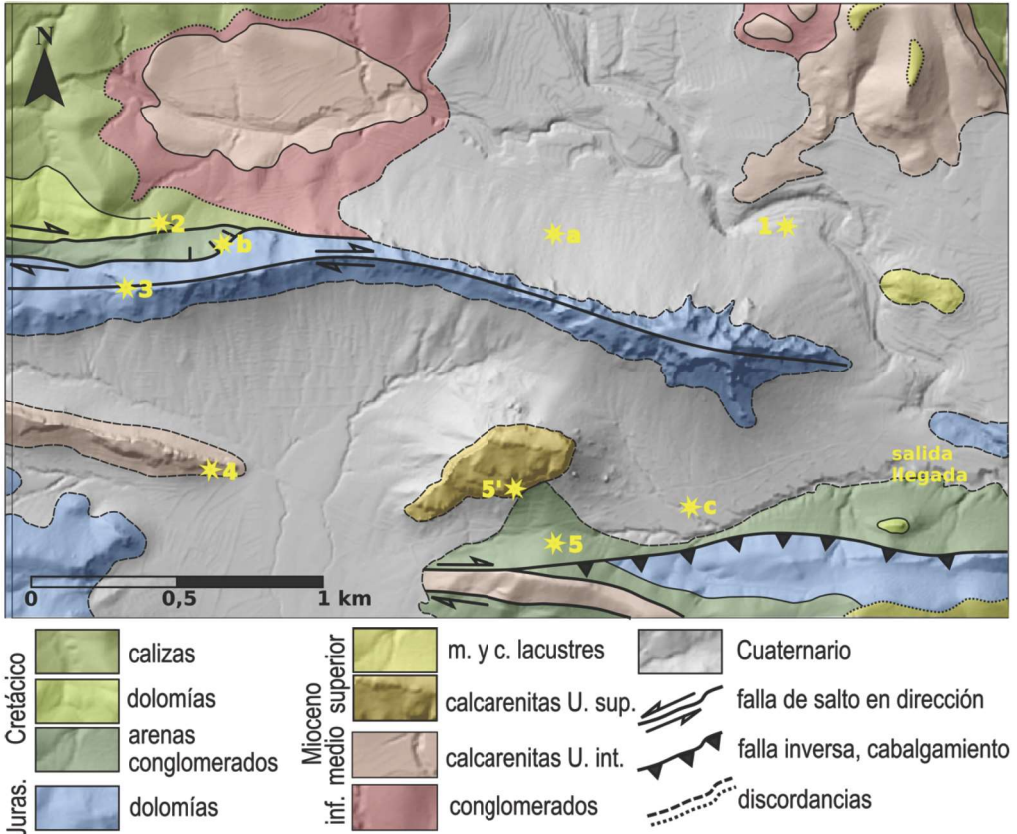 N
2
b
3
a
1
4
5'
5
c
salida
llegada
0 0,5 1 km
Cretácico
calizas
dolomías
arenas
conglomerados
Juras.
dolomías
Mioceno
inf. medio superior
m. y c. lacustres
calcarenitas U. sup.
calcarenitas U. int.
conglomerados
Cuaternario
falla de salto en dirección
falla inversa, cabalgamiento
discordancias